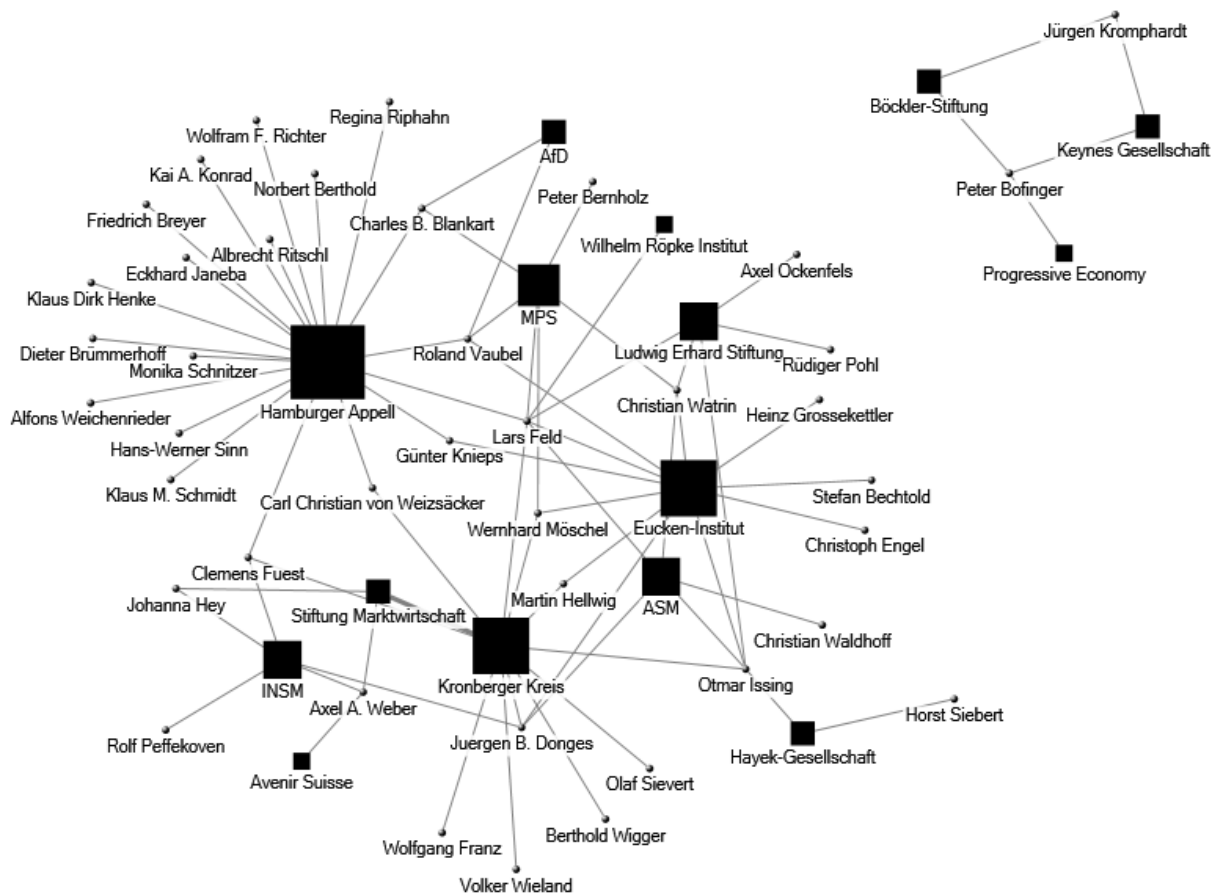 Jürgen Kromphardt
Böckler-Stiftung
Regina Riphahn
Wolfram F. Richter
AfD
Keynes Gesellschaft
Kai A. Konrad
Norbert Berthold
Peter Bernholz
Peter Bofinger
Friedrich Breyer
Charles B. Blankart
Wilhelm Röpke Institut
Albrecht Ritschl
Axel Ockenfels
Eckhard Janeba
Progressive Economy
Klaus Dirk Henke
MPS
Dieter Brümmerhoff
Roland Vaubel
Ludwig Erhard Stiftung
Rüdiger Pohl
Monika Schnitzer
Christian Watrin
Alfons Weichenrieder
Hamburger Appell
Heinz Grossekettler
Lars Feld
Hans-Werner Sinn
Günter Knieps
Klaus M. Schmidt
Stefan Bechtold
Carl Christian von Weizsäcker
Wernhard Möschel
Eucken-Institut
Christoph Engel
Clemens Fuest
Johanna Hey
Martin Hellwig
Stiftung Marktwirtschaft
ASM
Christian Waldhoff
Kronberger Kreis
Otmar Issing
INSM
Axel A. Weber
Horst Siebert
Rolf Peffekoven
Juergen B. Donges
Hayek-Gesellschaft
Avenir Suisse
Olaf Sievert
Berthold Wigger
Wolfgang Franz
Volker Wieland